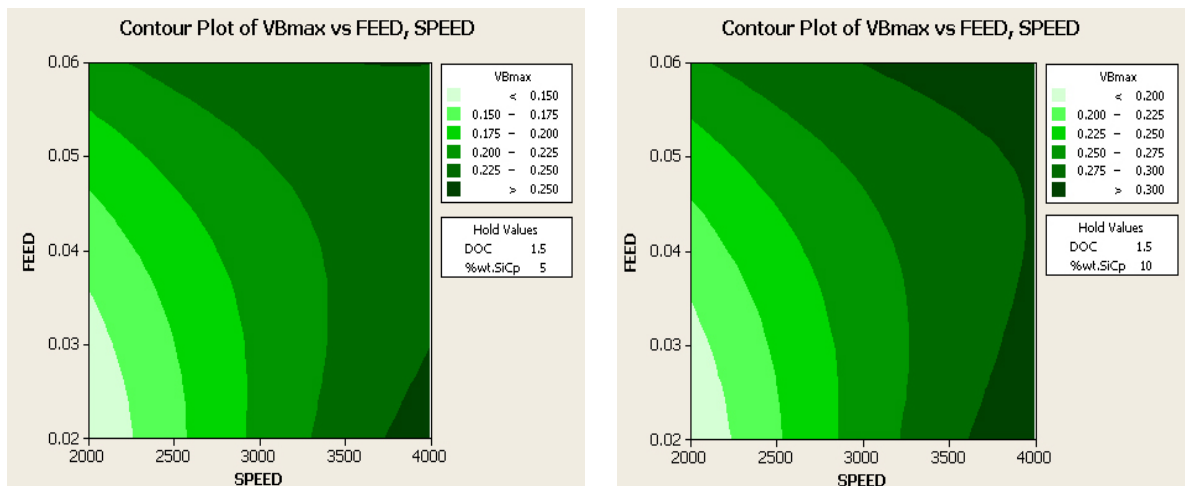 Contour Plot of VBmax vs FEED, SPEED
0.06
0.05
0.04
0.03
0.02
FEED
2000 2500 3000 3500 4000
SPEED
VBmax
< 0.150
0.150 - 0.175
0.175 - 0.200
0.200 - 0.225
0.225 - 0.250
> 0.250
Hold Values
DOC 1.5
%wt.SiCp 5
Contour Plot of VBmax vs FEED, SPEED
0.06
0.05
0.04
0.03
0.02
FEED
2000 2500 3000 3500 4000
SPEED
VBmax
< 0.200
0.200 - 0.225
0.225 - 0.250
0.250 - 0.275
0.275 - 0.300
> 0.300
Hold Values
DOC 1.5
%wt.SiCp 10